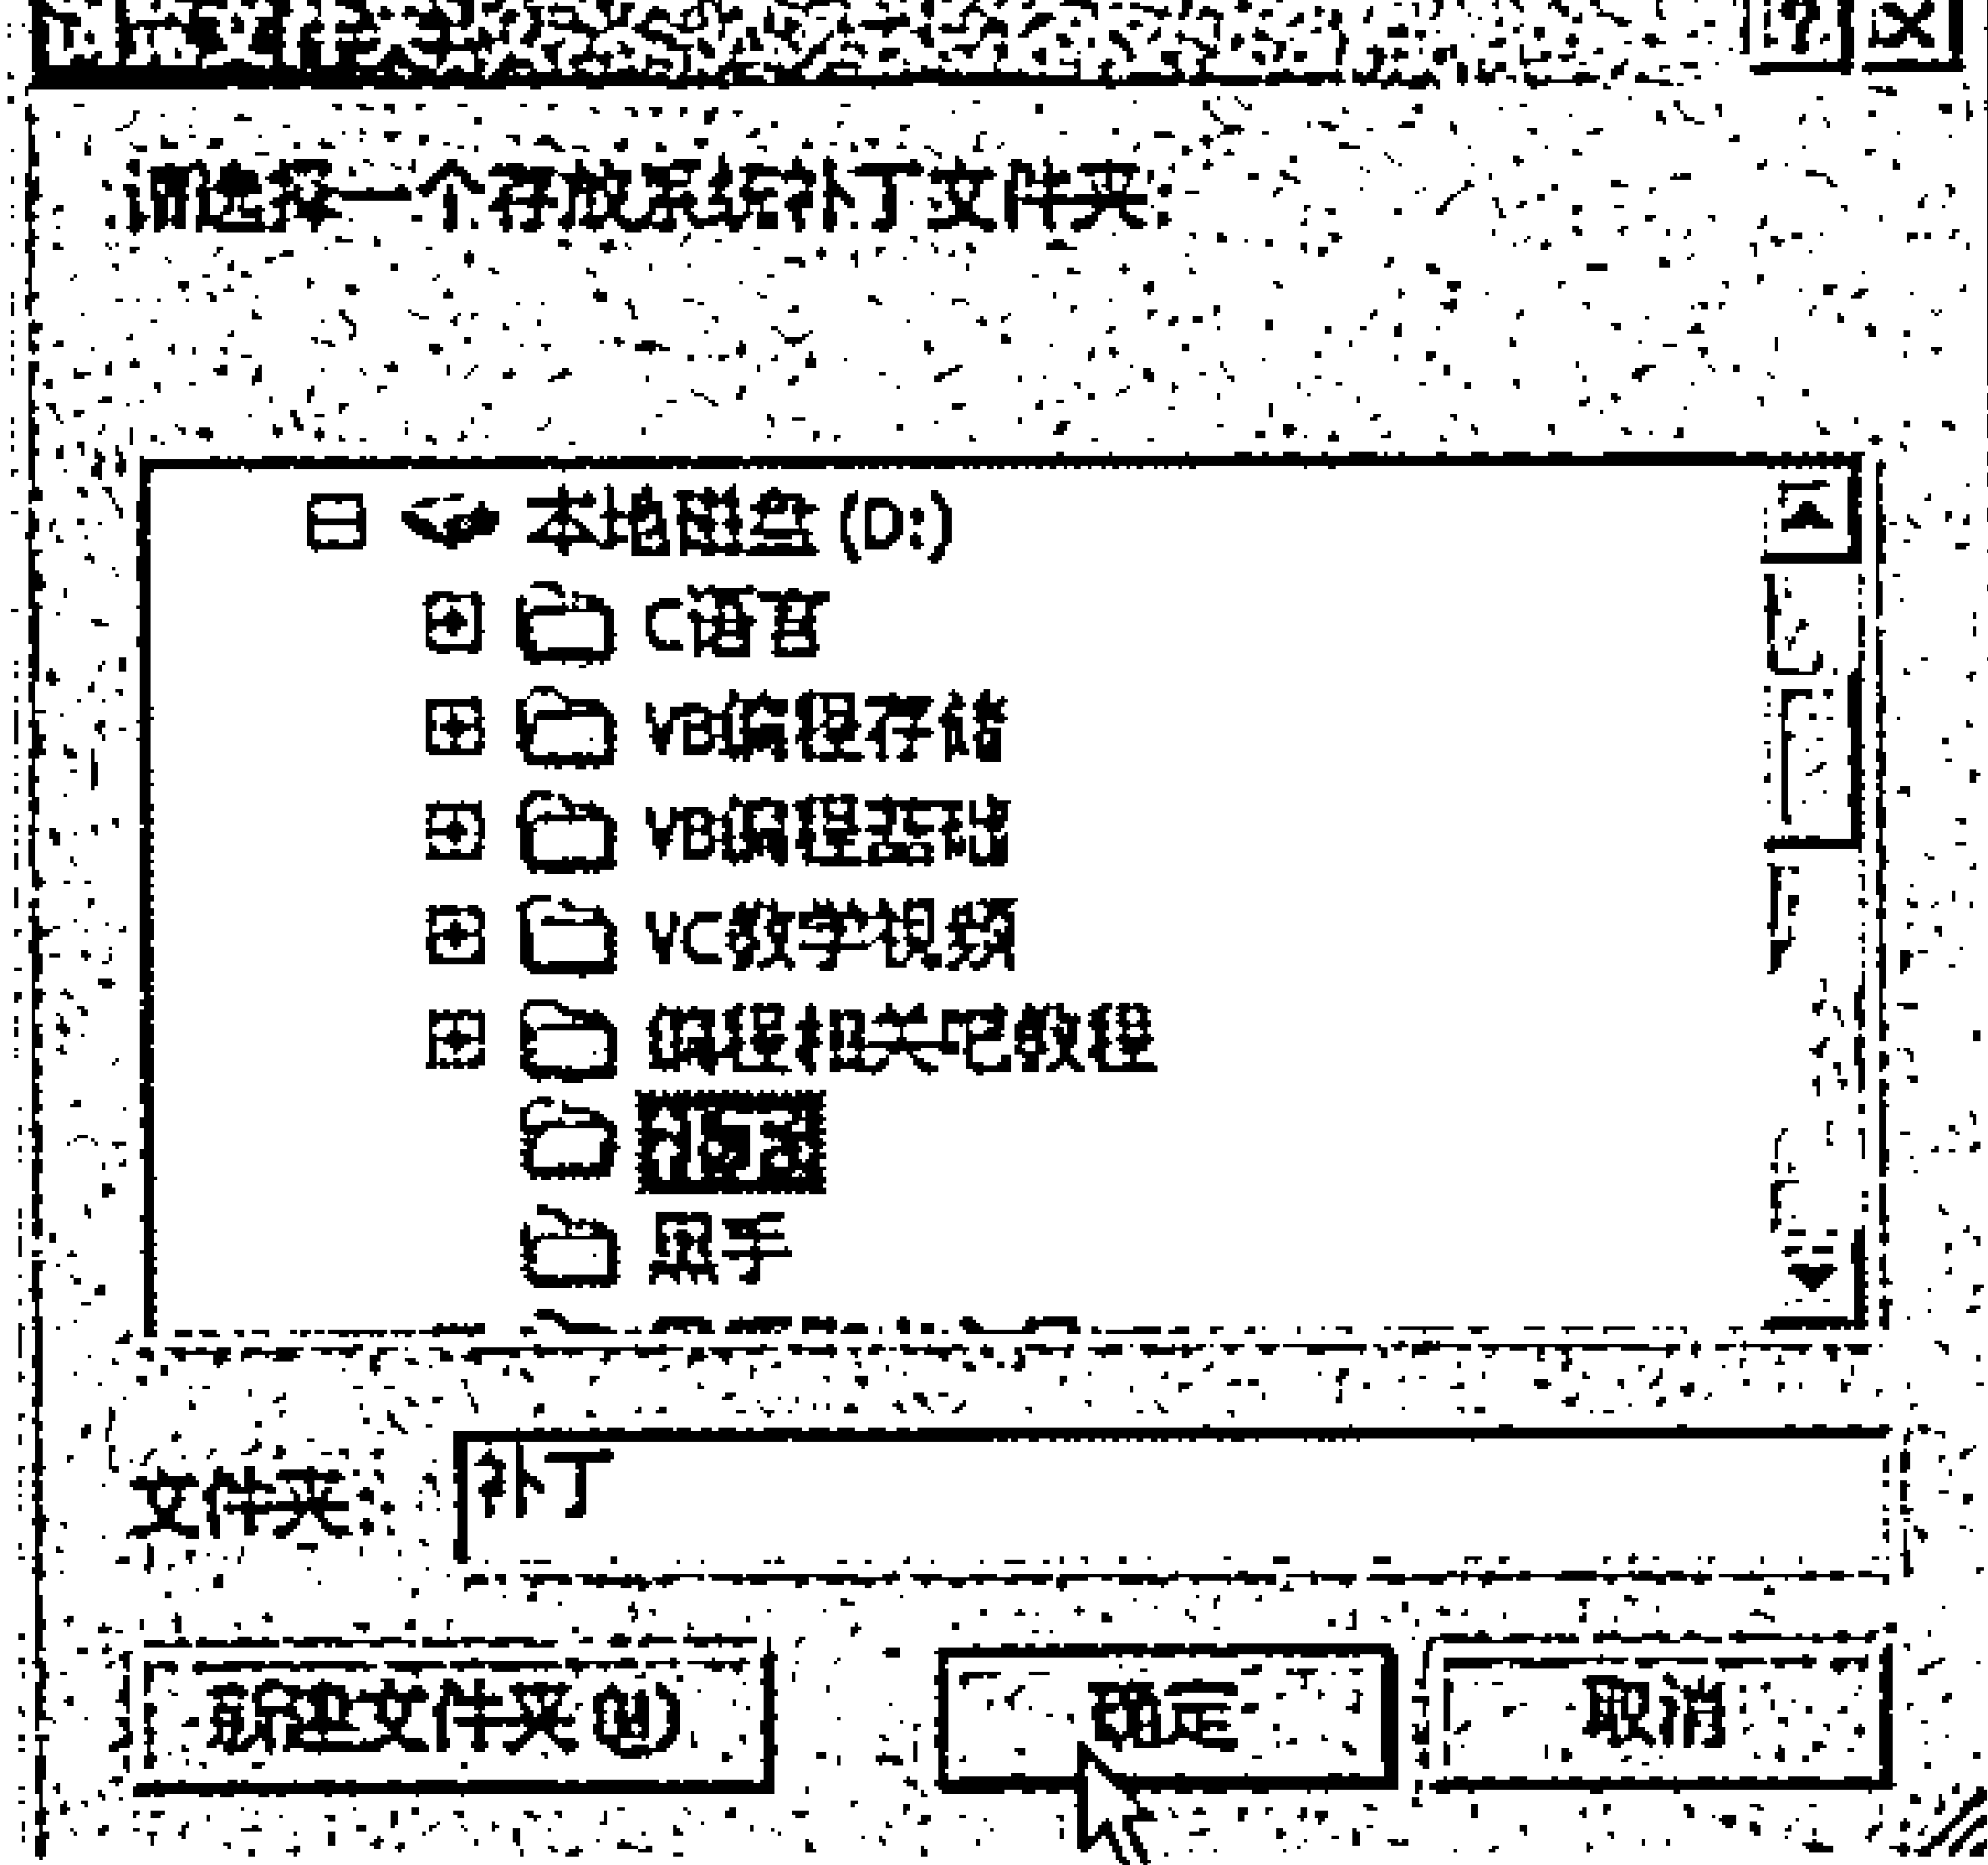 请选择一个存放系统补丁文件夹:
本地磁盘 (D:)
C语言
VB编程存储
VB编程基础
VC教学视频
编程相关吧教程
补丁
文件夹: 补丁
新建文件夹(M) 确定 取消